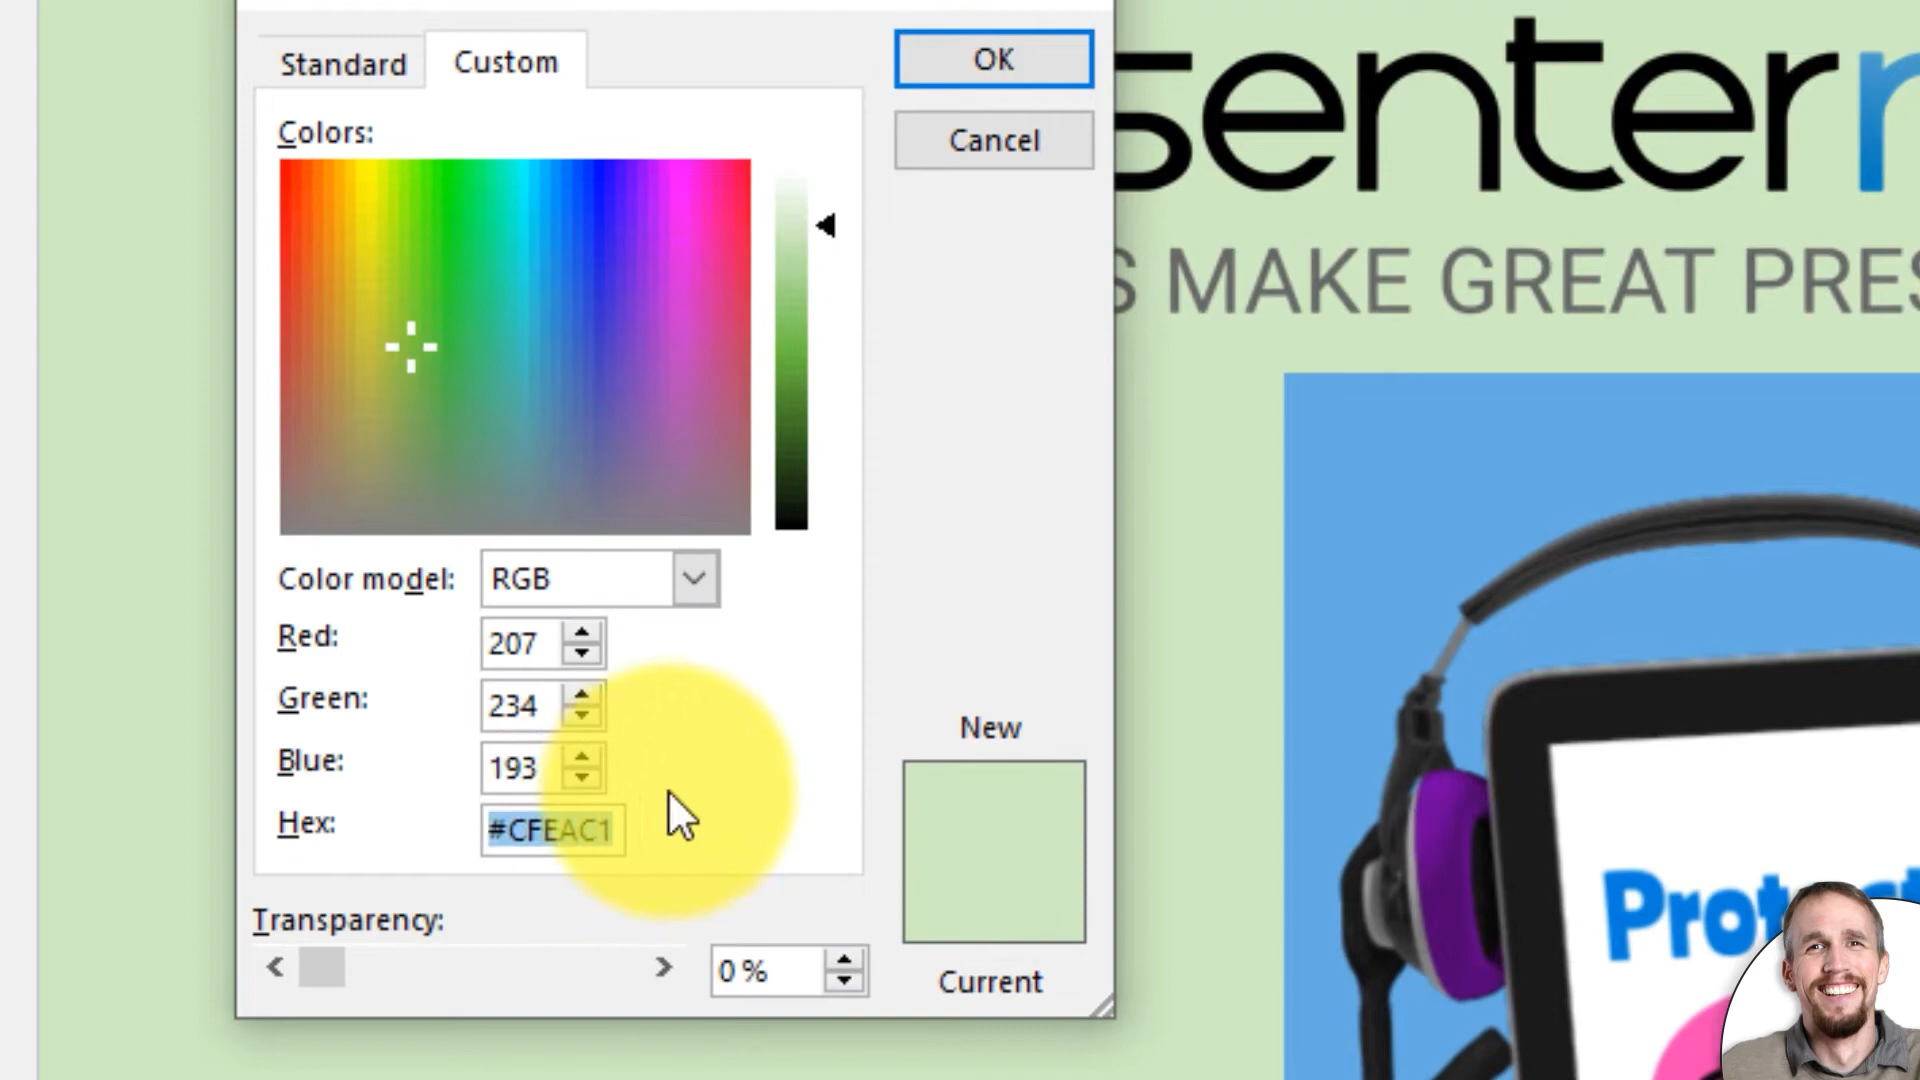 Standard
Custom
OK
Cancel
Colors:
Color model:
RGB
Red:
207
Green:
234
Blue:
193
Hex:
#CFEAC1
Transparency:
0 %
New
Current
senter
MAKE GREAT PRES